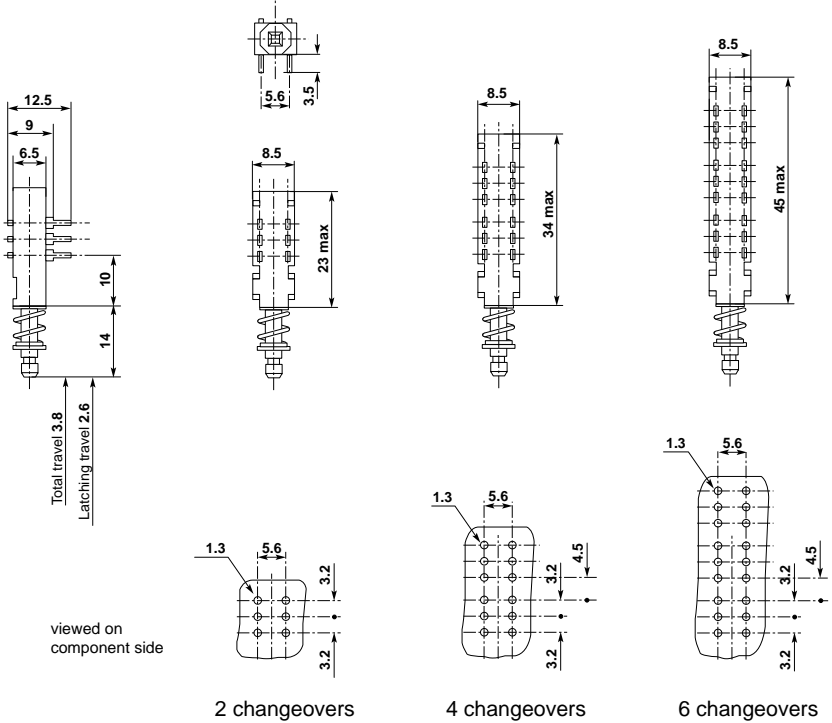 5.6
3.5
8.5
12.5
9
6.5
10
14
Total travel 3.8
Latching travel 2.6
8.5
23 max
8.5
34 max
45 max
1.3
5.6
3.2
3.2
1.3
5.6
4.5
3.2
3.2
1.3
5.6
4.5
3.2
3.2
viewed on
component side
2 changeovers
4 changeovers
6 changeovers